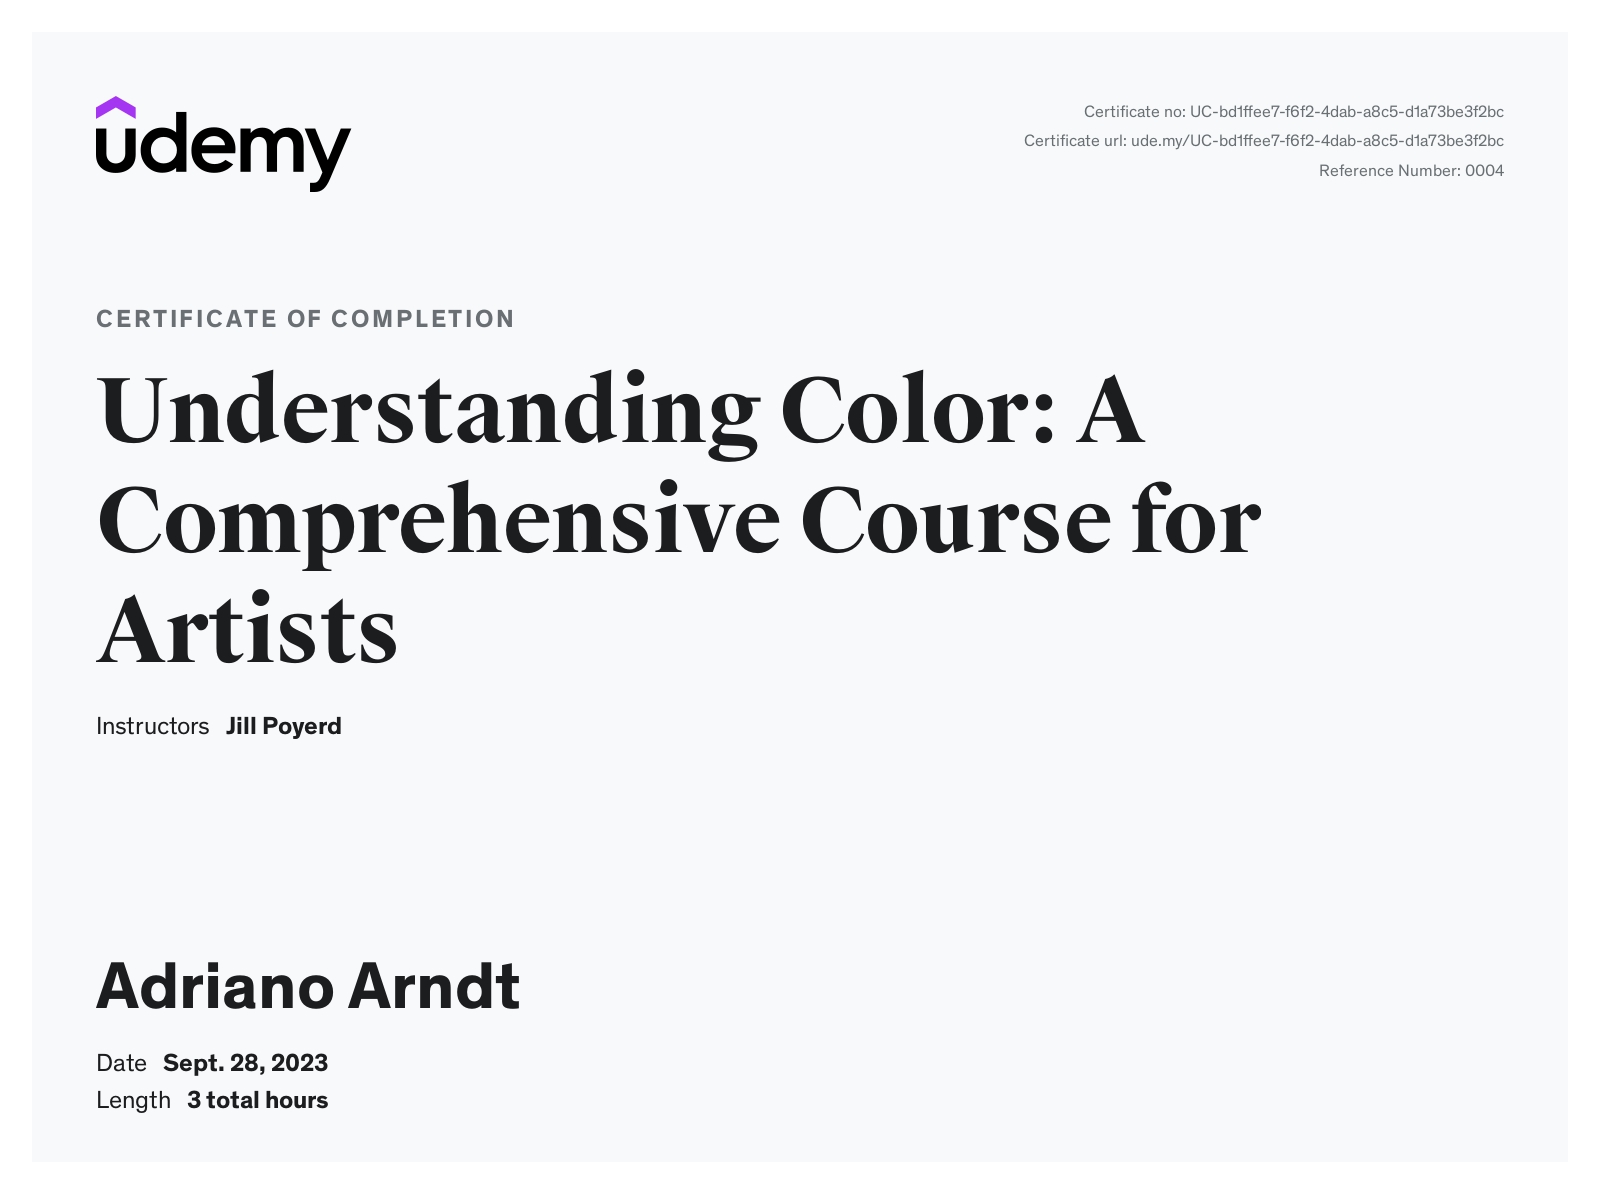 udemy
Certificate no: UC-bd1ffee7-f6f2-4dab-a8c5-d1a73be3f2bc
Certificate url: ude.my/UC-bd1ffee7-f6f2-4dab-a8c5-d1a73be3f2bc
Reference Number: 0004
CERTIFICATE OF COMPLETION
Understanding Color: A
Comprehensive Course for
Artists
Instructors Jill Poyerd
Adriano Arndt
Date Sept. 28, 2023
Length 3 total hours